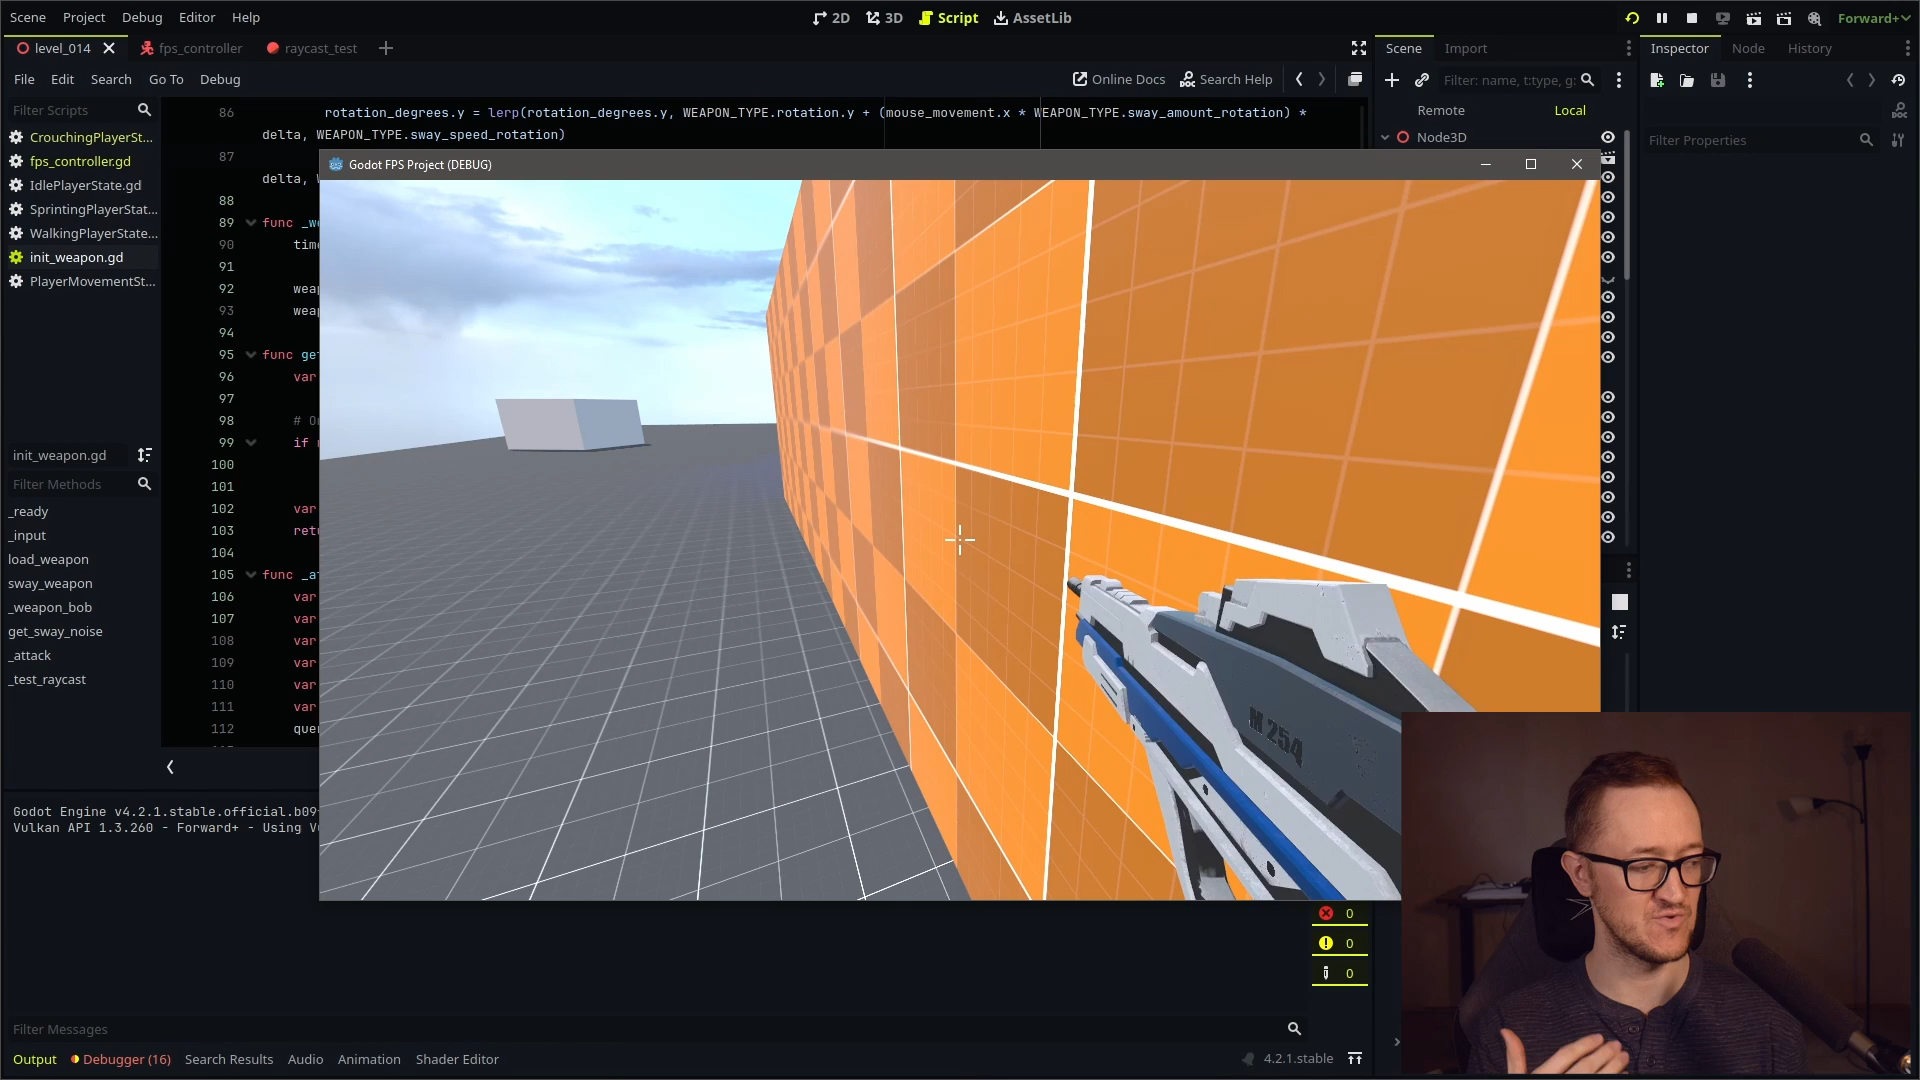 Scene Project Debug Editor Help
2D 3D Script AssetLib
Forward+
level_014 fps_controller raycast_test
Scene Import
Inspector Node History
File Edit Search Go To Debug
Online Docs Search Help
Filter: name, t:type, g:
Filter Scripts
Remote Local
Node3D
Filter Properties
CrouchingPlayerSt...
fps_controller.gd
IdlePlayerState.gd
SprintingPlayerStat...
WalkingPlayerState...
init_weapon.gd
PlayerMovementSt...
init_weapon.gd
Filter Methods
_ready
_input
load_weapon
sway_weapon
_weapon_bob
get_sway_noise
_attack
_test_raycast
86 rotation_degrees.y = lerp(rotation_degrees.y, WEAPON_TYPE.rotation.y + (mouse_movement.x * WEAPON_TYPE.sway_amount_rotation) *
delta, WEAPON_TYPE.sway_speed_rotation)
87
delta,
88
89 func
90
91
92
93
94
95 func
96 var
97
98 #
99 if
100
101
102 var
103
104
105 func
106 var
107 var
108 var
109 var
110 var
111 var
112
Godot FPS Project (DEBUG)
M 254
Godot Engine v4.2.1.stable.official.b09
Vulkan API 1.3.260 - Forward+ - Using
0
0
0
Filter Messages
Output Debugger (16) Search Results Audio Animation Shader Editor
4.2.1.stable